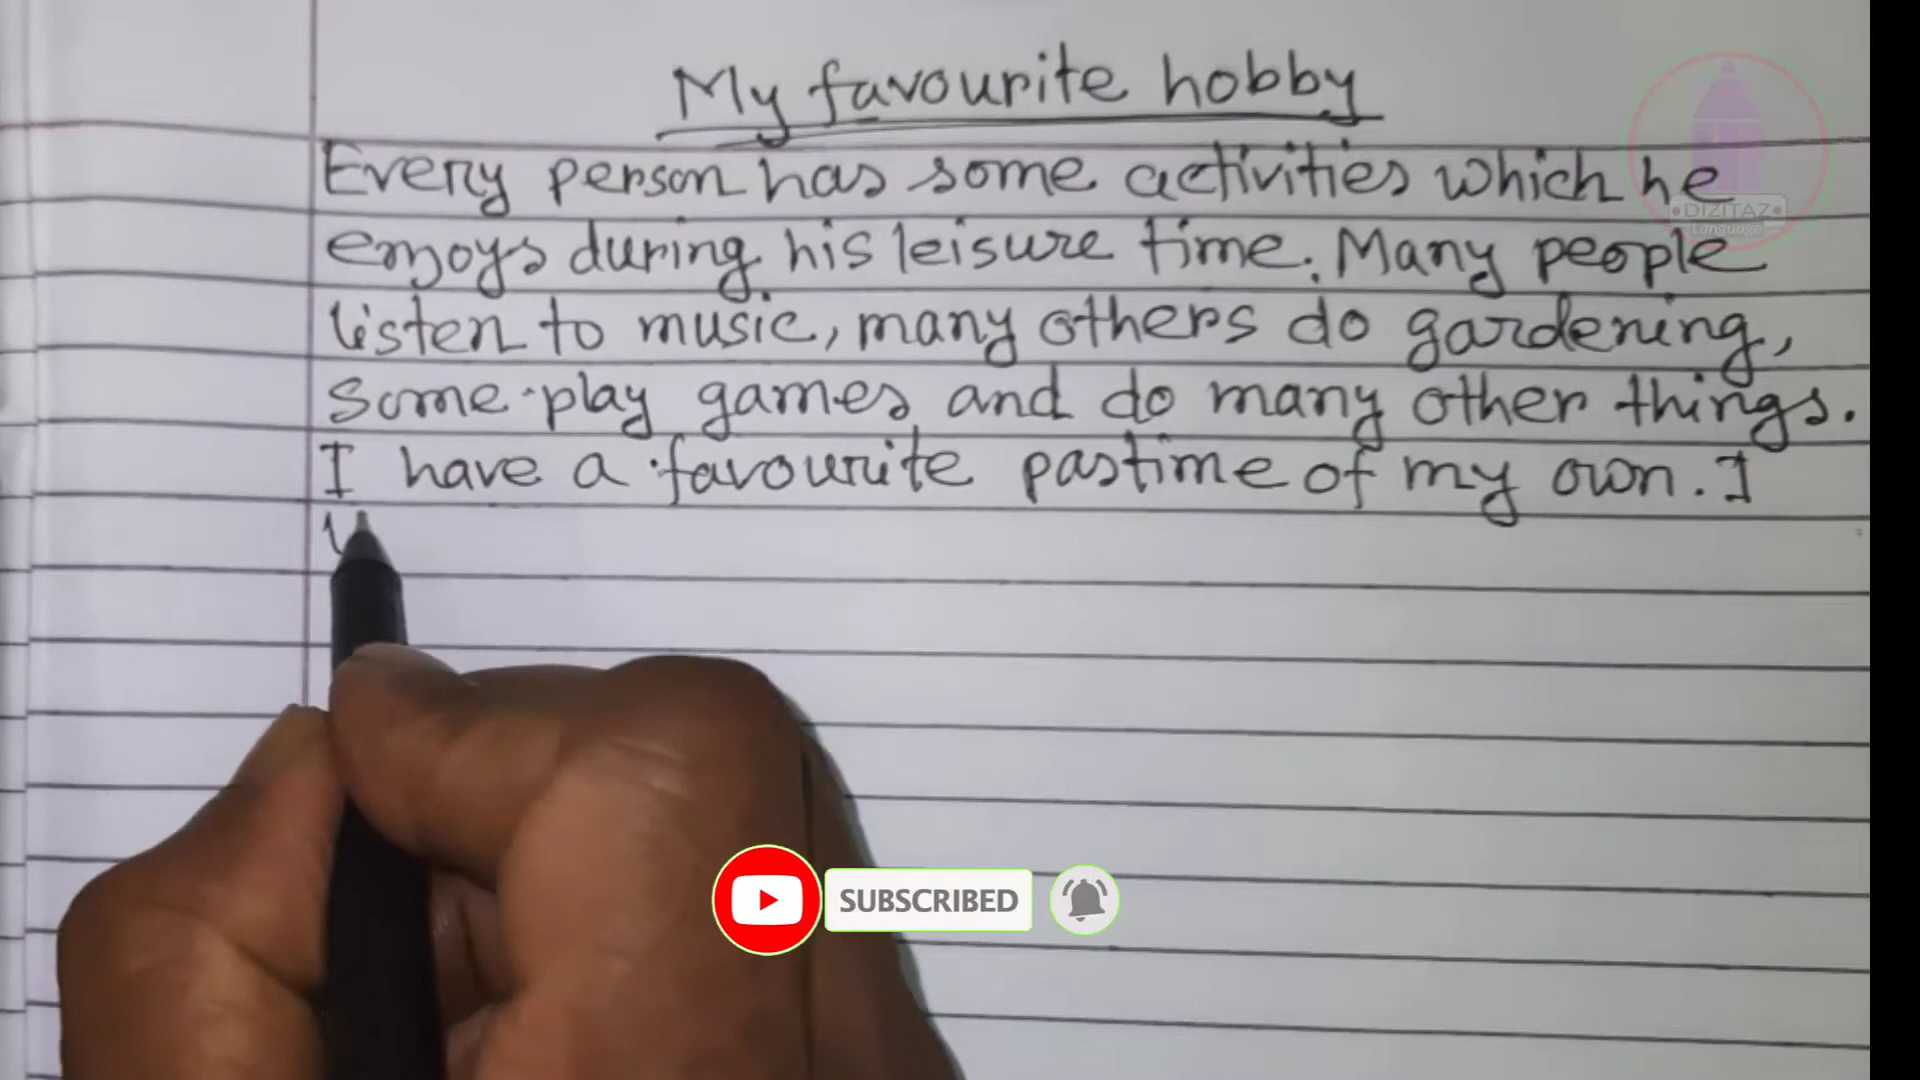 My favourite hobby
Every person has some activities which he
enjoys during his leisure time. Many people
listen to music, many others do gardening,
some play games and do many other things.
I have a favourite pastime of my own. I
DIZITAZ
Language
SUBSCRIBED